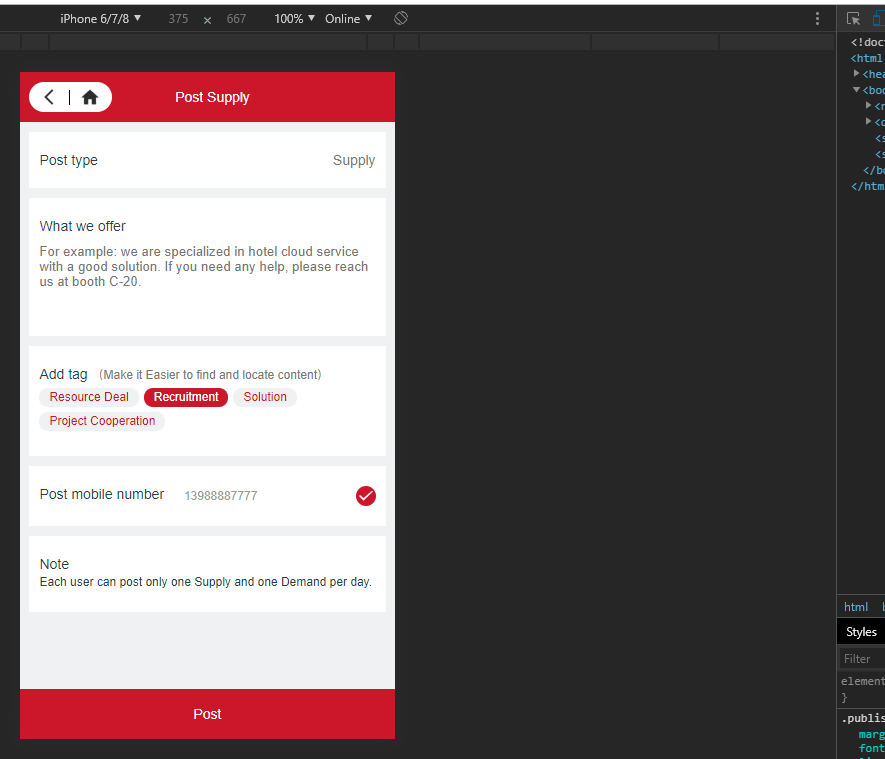 iPhone 6/7/8 ▼ 375 × 667 100% ▼ Online ▼
Post Supply
Post type Supply
What we offer
For example: we are specialized in hotel cloud service
with a good solution. If you need any help, please reach
us at booth C-20.
Add tag (Make it Easier to find and locate content)
Resource Deal Recruitment Solution
Project Cooperation
Post mobile number 13988887777
Note
Each user can post only one Supply and one Demand per day.
Post
<!doc
<html
<hea
<bod
</bo
</htm
html
Styles
Filter
element
}
.publis
marg
font